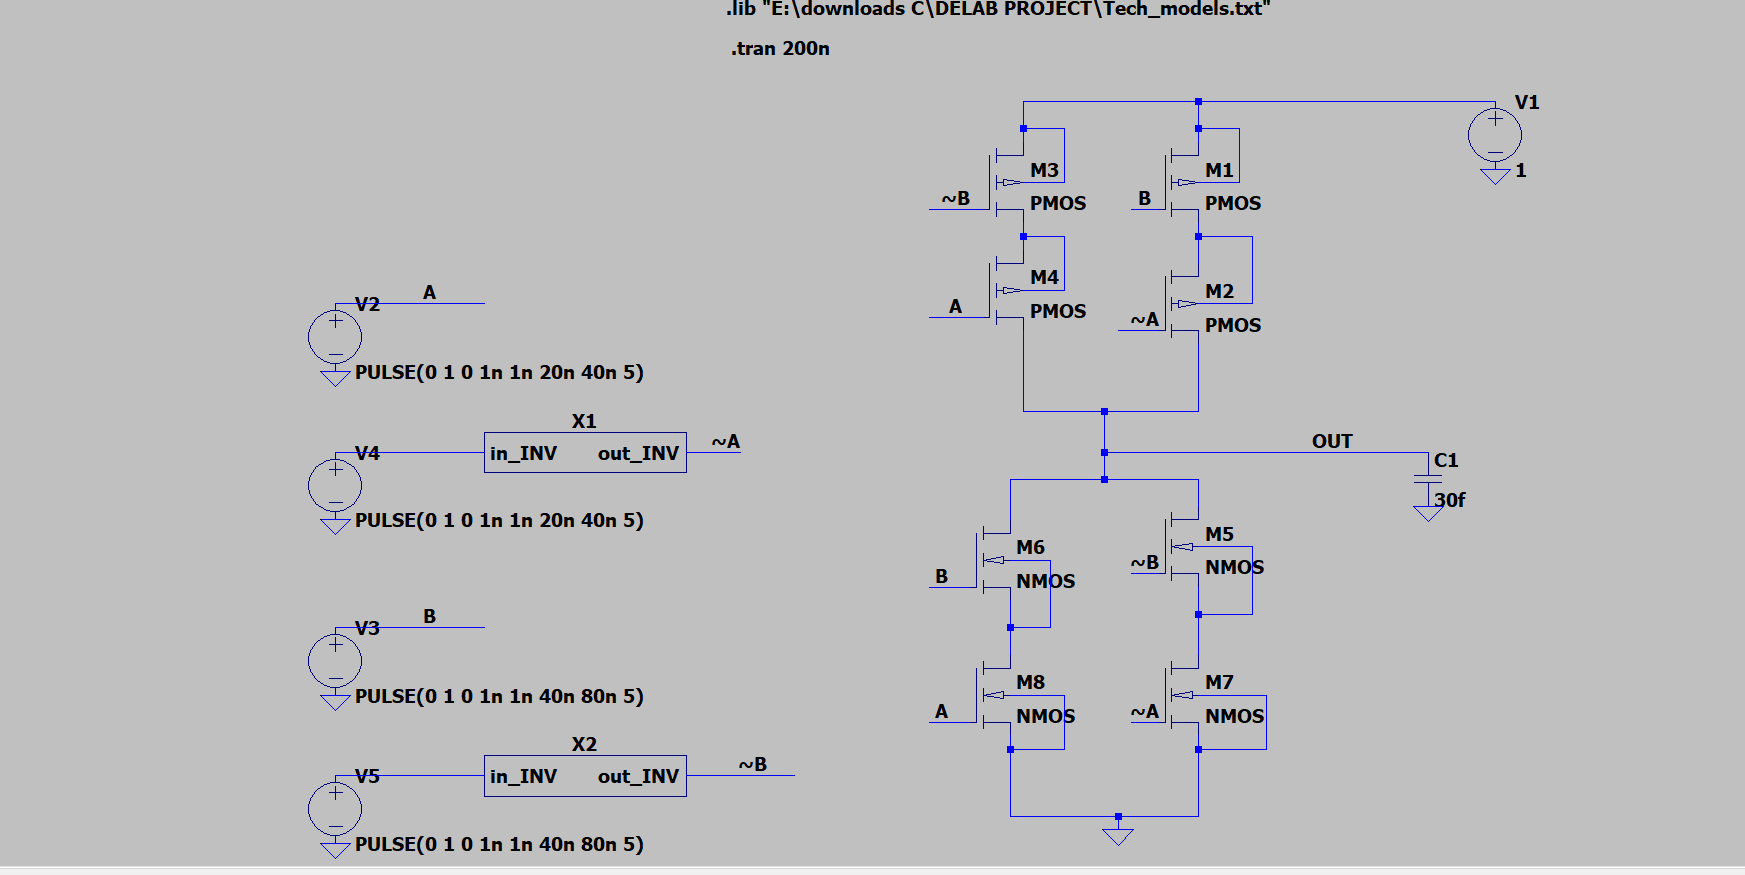 .lib "E:\downloads C\DELAB PROJECT\Tech_models.txt"
.tran 200n
V1
1
M3
PMOS
~B
M1
PMOS
B
M4
PMOS
A
M2
PMOS
~A
V2
A
PULSE(0 1 0 1n 1n 20n 40n 5)
X1
V4
in_INV out_INV
~A
PULSE(0 1 0 1n 1n 20n 40n 5)
OUT
C1
30f
M6
NMOS
B
M5
NMOS
~B
V3
B
PULSE(0 1 0 1n 1n 40n 80n 5)
M8
NMOS
A
M7
NMOS
~A
X2
V5
in_INV out_INV
~B
PULSE(0 1 0 1n 1n 40n 80n 5)